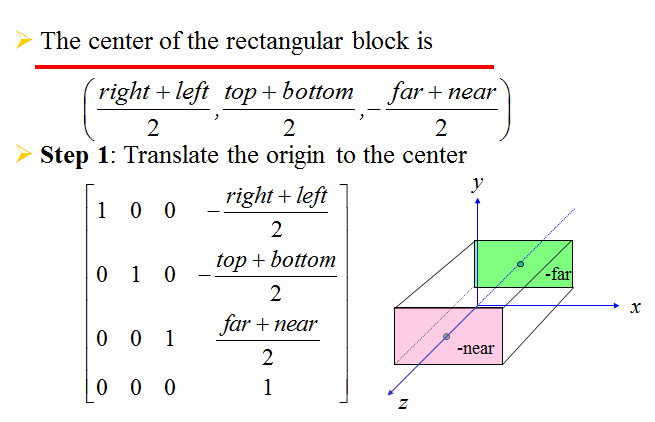 ➢ The center of the rectangular block is
( (right + left)/2 , (top + bottom)/2 , − (far + near)/2 )
➢ Step 1: Translate the origin to the center
1 0 0 − (right + left)/2
0 1 0 − (top + bottom)/2
0 0 1 (far + near)/2
0 0 0 1
y
-far
x
-near
z